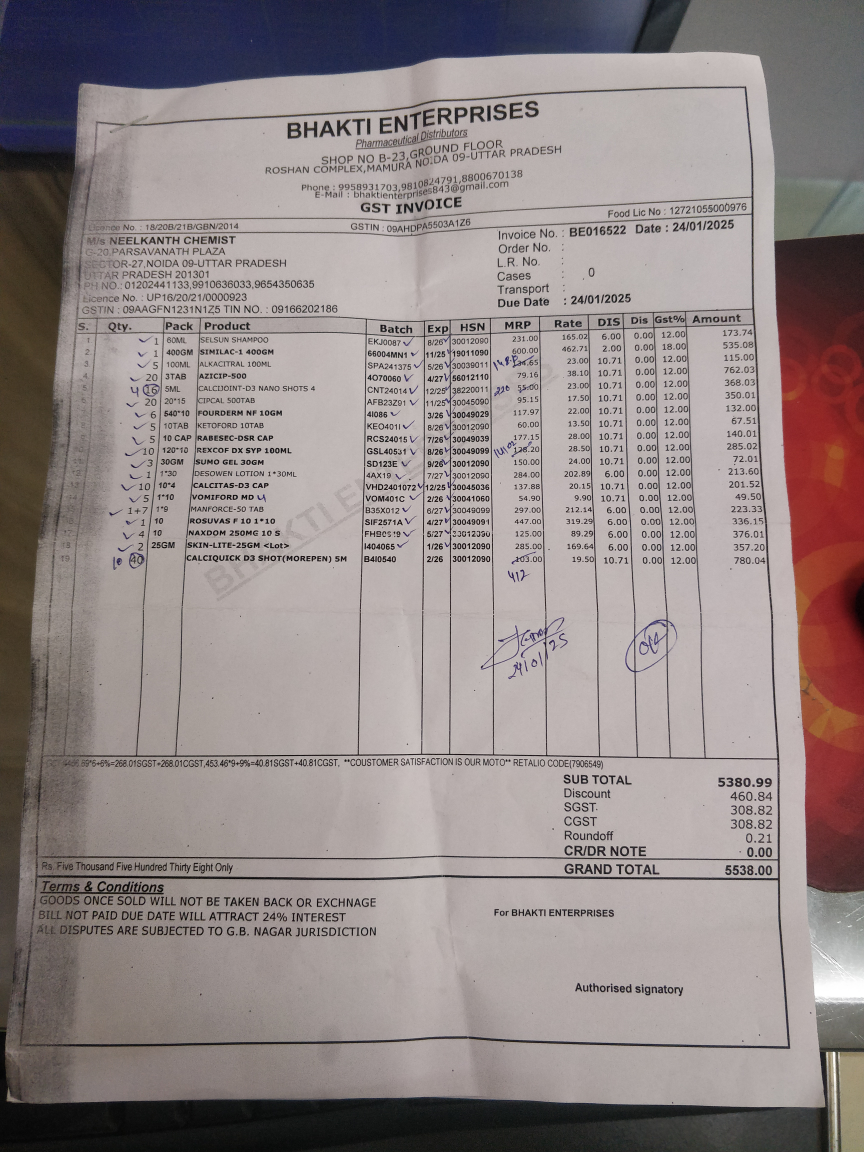 BHAKTI ENTERPRISES
Pharmaceutical Distributors
SHOP NO B-23,GROUND FLOOR
ROSHAN COMPLEX,MAMURA NOIDA 09-UTTAR PRADESH
Phone : 9958931703,9810824791,8800670138
E-Mail : bhaktienterprises843@gmail.com
GST INVOICE
Licence No. : 18/20B/21B/GBN/2014 GSTIN : 09AHDPA5503A1Z6 Food Lic No : 12721055000976
M/s NEELKANTH CHEMIST
C-20,PARSAVANATH PLAZA
SECTOR-27,NOIDA 09-UTTAR PRADESH
UTTAR PRADESH 201301
PH NO.: 01202441133,9910636033,9654350635
Licence No. : UP16/20/21/0000923
GSTIN : 09AAGFN1231N1Z5 TIN NO. : 09166202186
Invoice No. : BE016522 Date : 24/01/2025
Order No. :
L.R. No. :
Cases : 0
Transport :
Due Date : 24/01/2025
S. Qty. Pack Product Batch Exp HSN MRP Rate DIS Dis Gst% Amount
1 1 60ML SELSUN SHAMPOO EKJ0087 8/26 30012090 231.00 165.02 6.00 0.00 12.00 173.74
2 1 400GM SIMILAC-1 400GM 66004MN1 11/25 19011090 600.00 462.71 2.00 0.00 18.00 535.08
3 5 100ML ALKACITRAL 100ML SPA241375 5/26 30039011 23.00 10.71 0.00 12.00 115.00
4 20 3TAB AZICIP-500 4O70060 4/27 56012110 79.16 38.10 10.71 0.00 12.00 762.03
5 4 16 5ML CALCIJOINT-D3 NANO SHOTS 4 CNT24014 12/25 38220011 220 55.00 23.00 10.71 0.00 12.00 368.03
6 20 20*15 CIPCAL 500TAB AFB23Z01 11/25 30045090 95.15 17.50 10.71 0.00 12.00 350.01
6 540*10 FOURDERM NF 10GM 4I086 3/26 30049029 117.97 22.00 10.71 0.00 12.00 132.00
5 10TAB KETOFORD 10TAB KEO401I 8/26 30012090 60.00 13.50 10.71 0.00 12.00 67.51
5 10 CAP RABESEC-DSR CAP RCS24015 7/26 30049039 177.15 28.00 10.71 0.00 12.00 140.01
10 120*10 REXCOF DX SYP 100ML GSL40531 8/26 30049099 128.20 28.50 10.71 0.00 12.00 285.02
3 30GM SUMO GEL 30GM SD123E 9/26 30012090 150.00 24.00 10.71 0.00 12.00 72.01
1 1*30 DESOWEN LOTION 1*30ML 4AX19 7/27 30012090 284.00 202.89 6.00 0.00 12.00 213.60
10 10*4 CALCITAS-D3 CAP VHD2401072 12/25 30045036 137.88 20.15 10.71 0.00 12.00 201.52
5 1*10 VOMIFORD MD VOM401C 2/26 30041060 54.90 9.90 10.71 0.00 12.00 49.50
1+7 1*9 MANFORCE-50 TAB B35X012 30049099 297.00 212.14 6.00 0.00 12.00 223.33
1 10 ROSUVAS F 10 1*10 SIF2571A 4/27 30049091 447.00 319.29 6.00 0.00 12.00 336.15
4 10 NAXDOM 250MG 10 S 5/27 30012090 125.00 89.29 6.00 0.00 12.00 376.01
18 2 25GM SKIN-LITE-25GM <Lot> I404065 1/26 30012090 285.00 169.64 6.00 0.00 12.00 357.20
19 10 40 CALCIQUICK D3 SHOT(MOREPEN) 5M B4I0540 2/26 30012090 103.00 19.50 10.71 0.00 12.00 780.04
412
BHAKTI ENTERPRISES
24/01/25
*6+6%=268.01SGST+268.01CGST,453.46*9+9%=40.81SGST+40.81CGST, **COUSTOMER SATISFACTION IS OUR MOTO** RETALIO CODE(7906549)
SUB TOTAL 5380.99
Discount 460.84
SGST 308.82
CGST 308.82
Roundoff 0.21
CR/DR NOTE 0.00
Rs. Five Thousand Five Hundred Thirty Eight Only
GRAND TOTAL 5538.00
Terms & Conditions
GOODS ONCE SOLD WILL NOT BE TAKEN BACK OR EXCHNAGE
BILL NOT PAID DUE DATE WILL ATTRACT 24% INTEREST
ALL DISPUTES ARE SUBJECTED TO G.B. NAGAR JURISDICTION
For BHAKTI ENTERPRISES
Authorised signatory